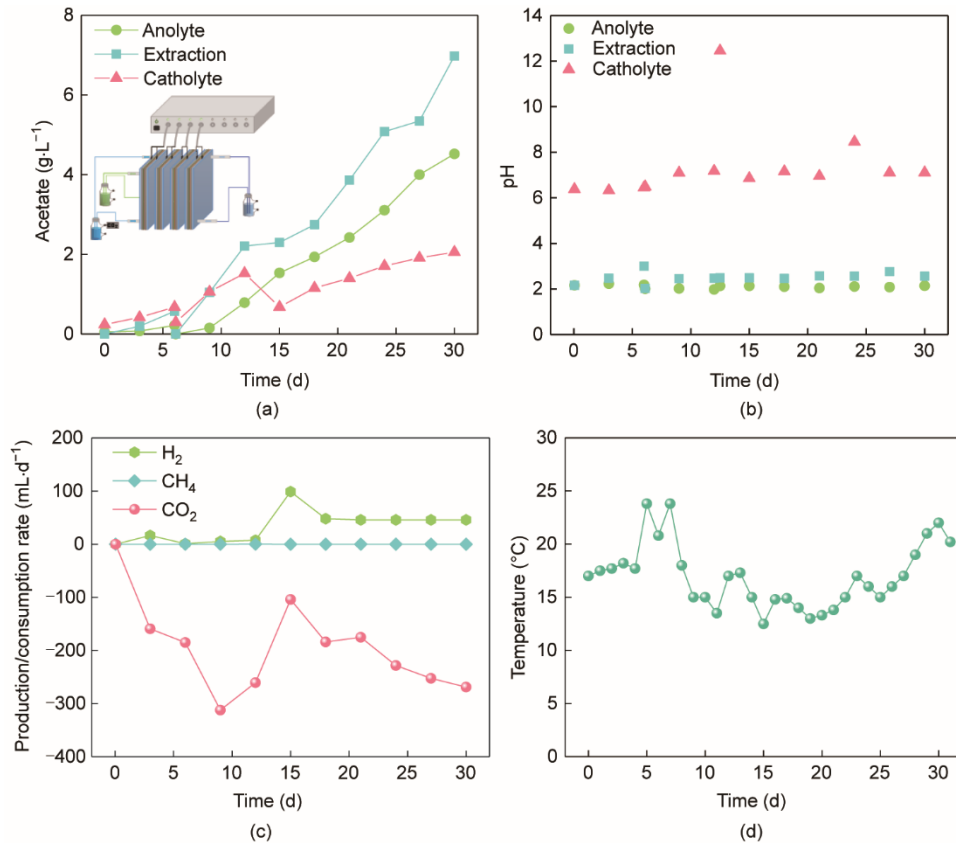 Anolyte
Extraction
Catholyte
Acetate (g·L⁻¹)
8
6
4
2
0
0 5 10 15 20 25 30
Time (d)
(a)
Anolyte
Extraction
Catholyte
pH
14
12
10
8
6
4
2
0
0 5 10 15 20 25 30
Time (d)
(b)
H₂
CH₄
CO₂
Production/consumption rate (mL·d⁻¹)
200
100
0
−100
−200
−300
−400
0 5 10 15 20 25 30
Time (d)
(c)
Temperature (°C)
30
25
20
15
10
5
0
0 5 10 15 20 25 30
Time (d)
(d)